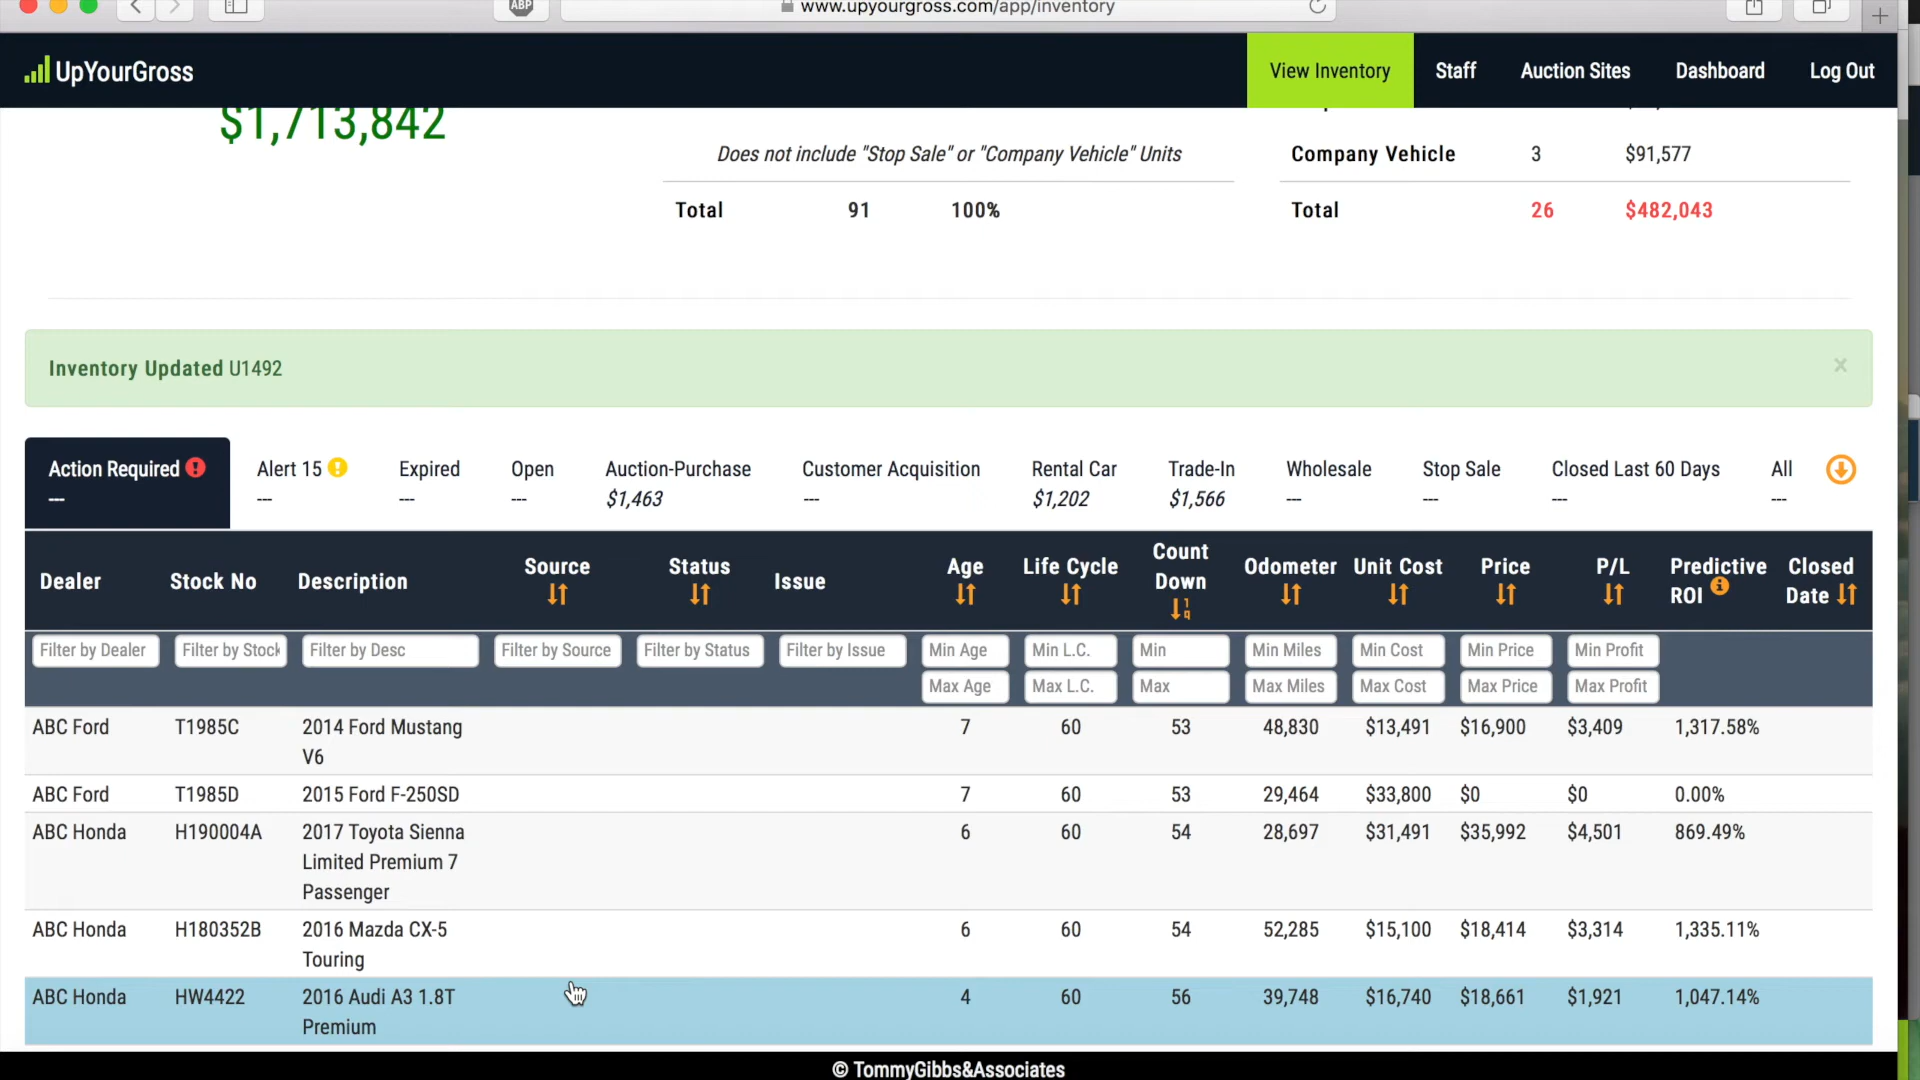 ABP
www.upyourgross.com/app/inventory
UpYourGross
View Inventory Staff Auction Sites Dashboard Log Out
$1,713,842
Does not include "Stop Sale" or "Company Vehicle" Units
Company Vehicle 3 $91,577
Total 91 100%
Total 26 $482,043
Inventory Updated U1492
×
Action Required Alert 15 Expired Open Auction-Purchase Customer Acquisition Rental Car Trade-In Wholesale Stop Sale Closed Last 60 Days All
--- --- --- --- $1,463 --- $1,202 $1,566 --- --- --- ---
Dealer Stock No Description Source Status Issue Age Life Cycle Count Down Odometer Unit Cost Price P/L Predictive ROI Closed Date
Filter by Dealer Filter by Stock Filter by Desc Filter by Source Filter by Status Filter by Issue Min Age Min L.C. Min Min Miles Min Cost Min Price Min Profit
Max Age Max L.C. Max Max Miles Max Cost Max Price Max Profit
ABC Ford T1985C 2014 Ford Mustang 7 60 53 48,830 $13,491 $16,900 $3,409 1,317.58%
V6
ABC Ford T1985D 2015 Ford F-250SD 7 60 53 29,464 $33,800 $0 $0 0.00%
ABC Honda H190004A 2017 Toyota Sienna 6 60 54 28,697 $31,491 $35,992 $4,501 869.49%
Limited Premium 7
Passenger
ABC Honda H180352B 2016 Mazda CX-5 6 60 54 52,285 $15,100 $18,414 $3,314 1,335.11%
Touring
ABC Honda HW4422 2016 Audi A3 1.8T 4 60 56 39,748 $16,740 $18,661 $1,921 1,047.14%
Premium
© TommyGibbs&Associates